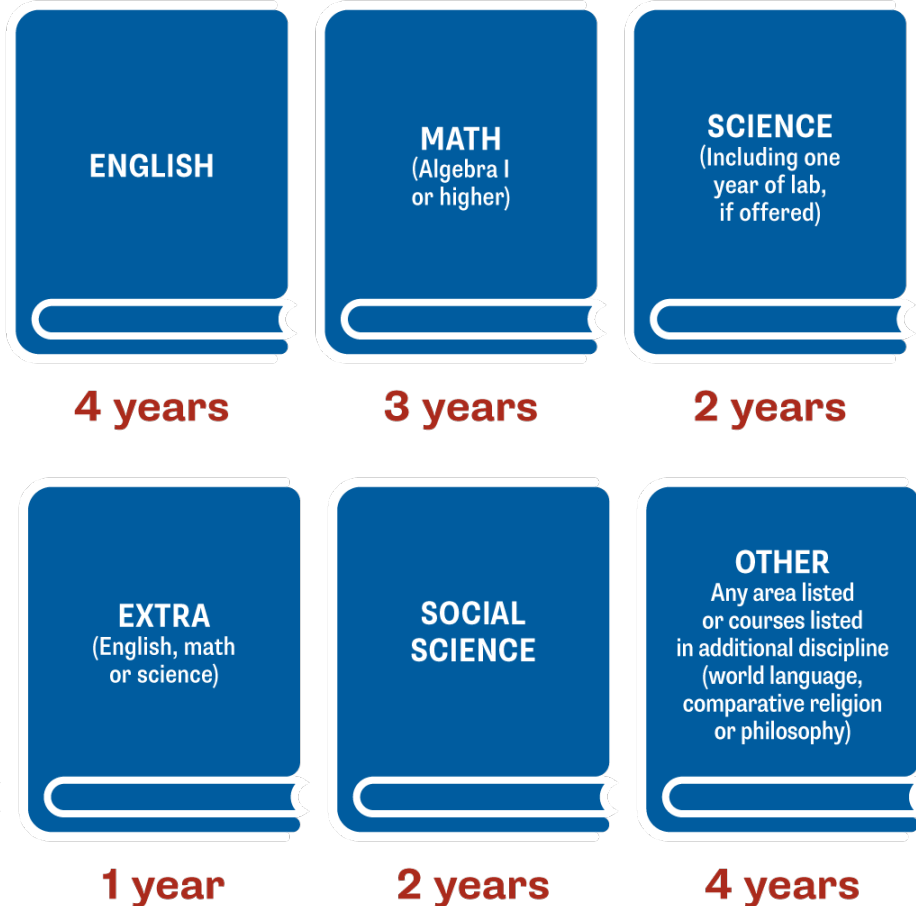 ENGLISH
MATH
(Algebra I
or higher)
SCIENCE
(Including one
year of lab,
if offered)
4 years
3 years
2 years
EXTRA
(English, math
or science)
SOCIAL
SCIENCE
OTHER
Any area listed
or courses listed
in additional discipline
(world language,
comparative religion
or philosophy)
1 year
2 years
4 years